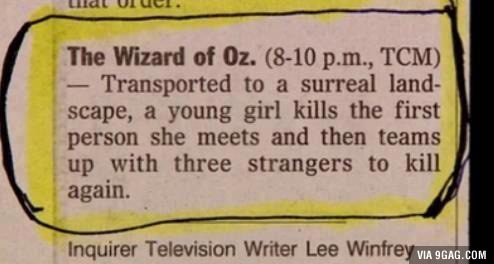 that order.
The Wizard of Oz. (8-10 p.m., TCM)
— Transported to a surreal land-
scape, a young girl kills the first
person she meets and then teams
up with three strangers to kill
again.
Inquirer Television Writer Lee Winfrey
VIA 9GAG.COM